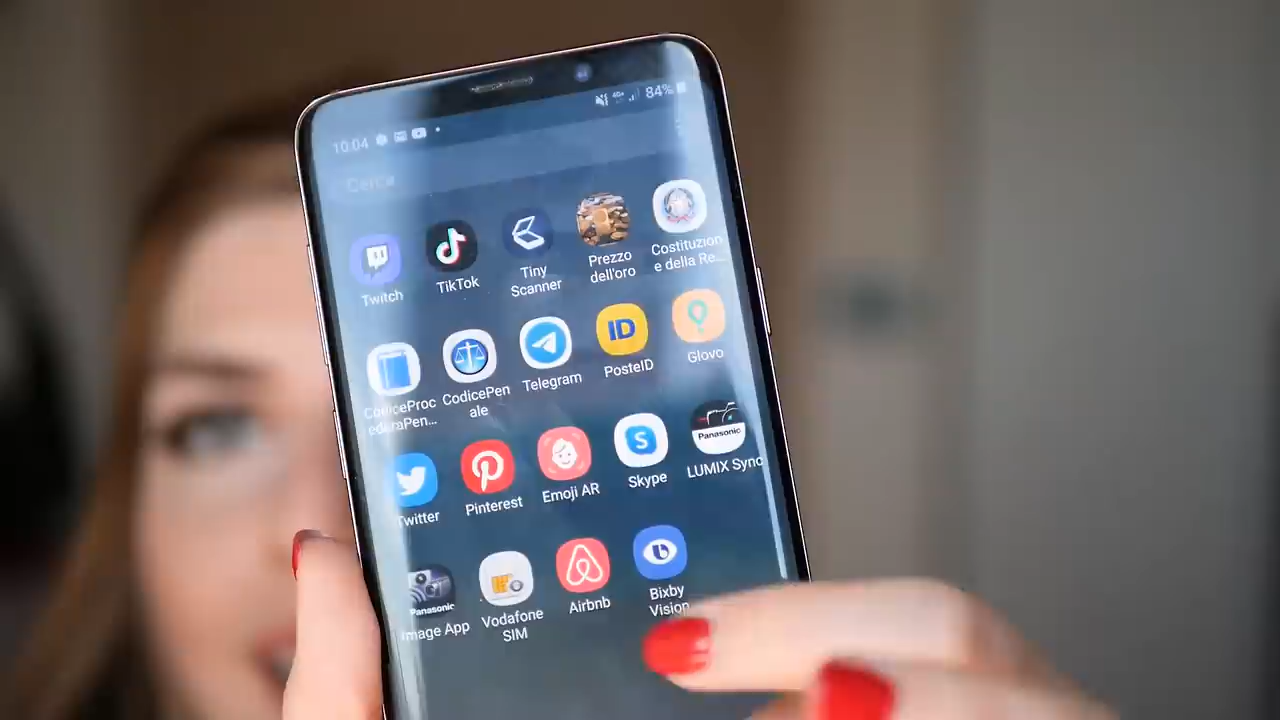 10:04
4G+ 84%
Cerca
Twitch
TikTok
Tiny
Scanner
Prezzo
dell'oro
Costituzion
e della Re...
CodiceProc
eduraPen...
CodicePen
ale
Telegram
ID
PosteID
Glovo
Twitter
Pinterest
Emoji AR
S
Skype
Panasonic
LUMIX Sync
Panasonic
Image App
Vodafone
SIM
Airbnb
Bixby
Vision